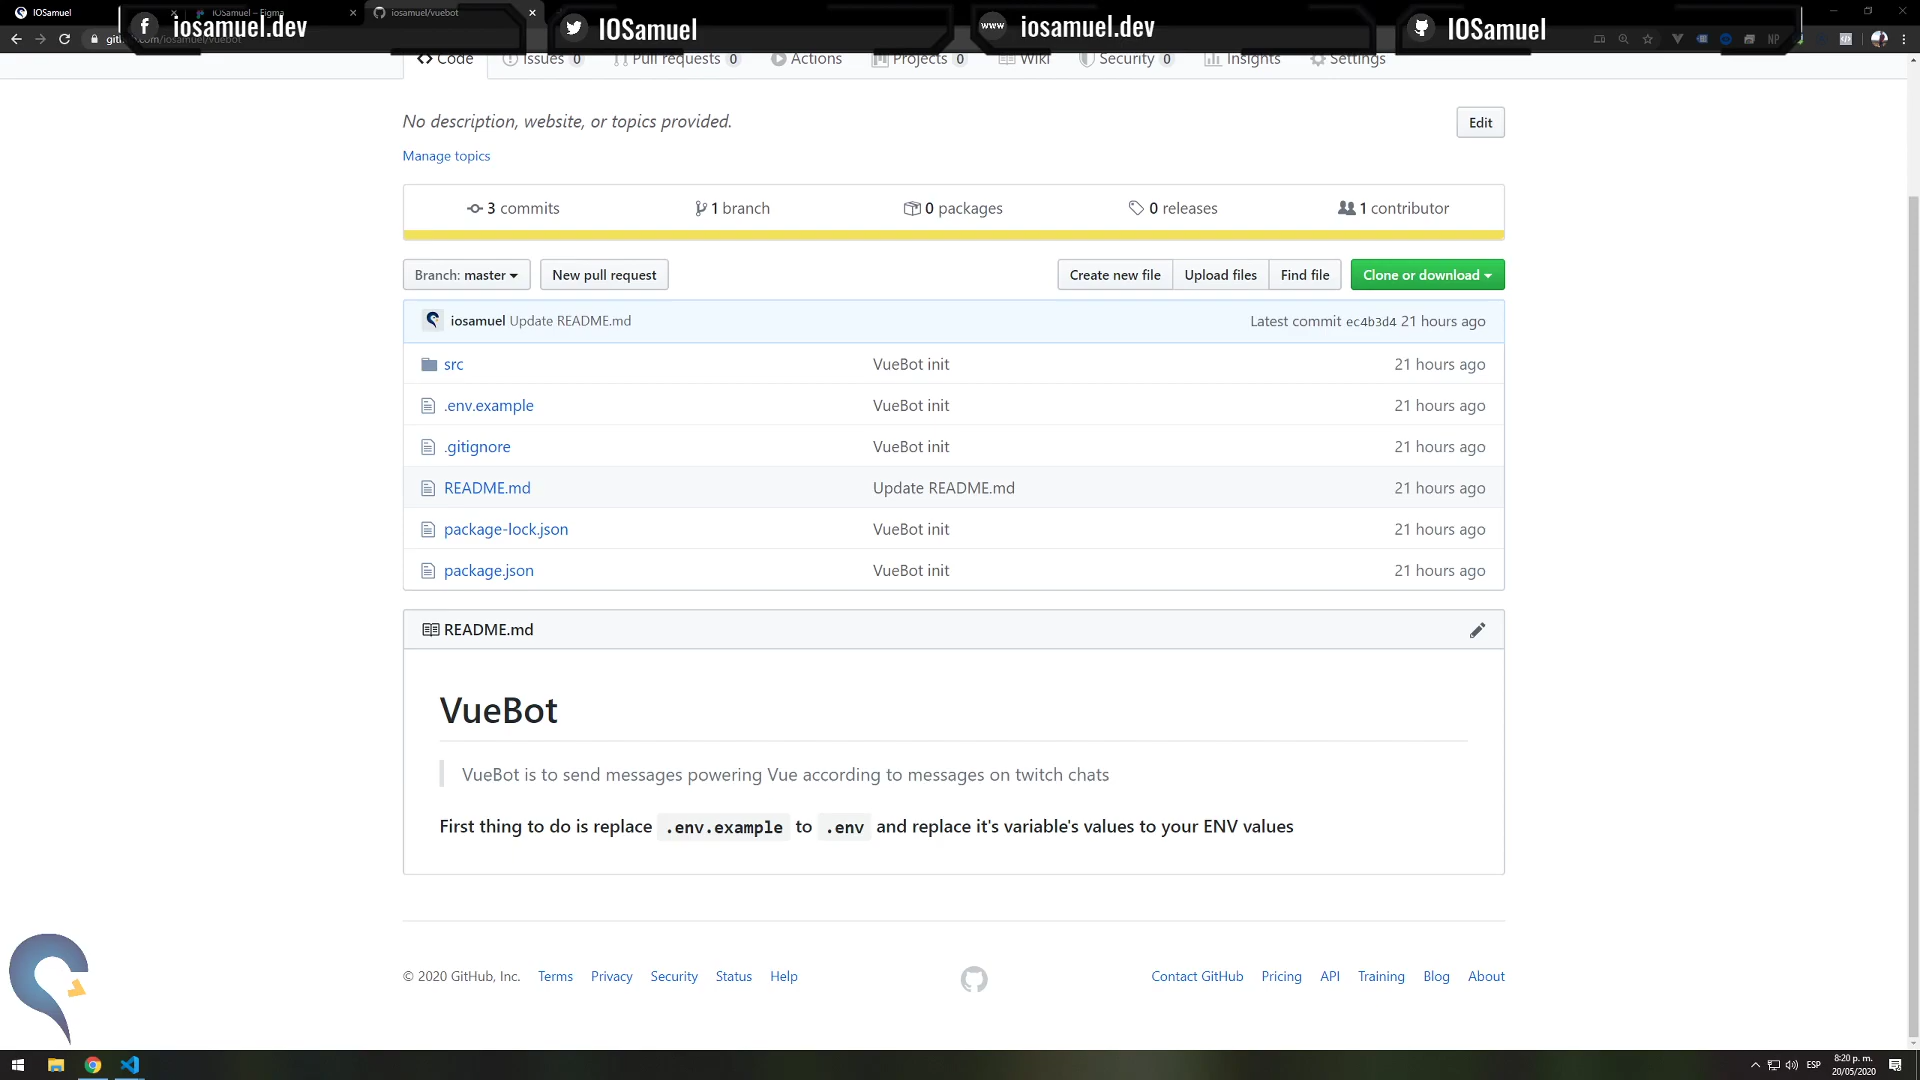 IOSamuel
IOSamuel – Figma
iosamuel/vuebot
iosamuel.dev
IOSamuel
www
iosamuel.dev
IOSamuel
Code
Issues 0
Pull requests 0
Actions
Projects 0
Wiki
Security 0
Insights
Settings
No description, website, or topics provided.
Edit
Manage topics
3 commits
1 branch
0 packages
0 releases
1 contributor
Branch: master
New pull request
Create new file
Upload files
Find file
Clone or download
iosamuel Update README.md
Latest commit ec4b3d4 21 hours ago
src VueBot init 21 hours ago
.env.example VueBot init 21 hours ago
.gitignore VueBot init 21 hours ago
README.md Update README.md 21 hours ago
package-lock.json VueBot init 21 hours ago
package.json VueBot init 21 hours ago
README.md
VueBot
VueBot is to send messages powering Vue according to messages on twitch chats
First thing to do is replace .env.example to .env and replace it's variable's values to your ENV values
© 2020 GitHub, Inc. Terms Privacy Security Status Help
Contact GitHub Pricing API Training Blog About
ESP
8:20 p. m.
20/05/2020